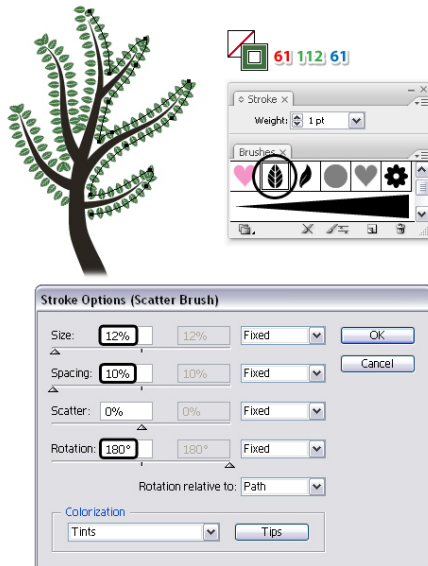 61 112 61
Stroke ×
Weight: 1 pt
Brushes ×
Stroke Options (Scatter Brush)
Size: 12% 12% Fixed OK
Spacing: 10% 10% Fixed Cancel
Scatter: 0% 0% Fixed
Rotation: 180° 180° Fixed
Rotation relative to: Path
Colorization
Tints Tips